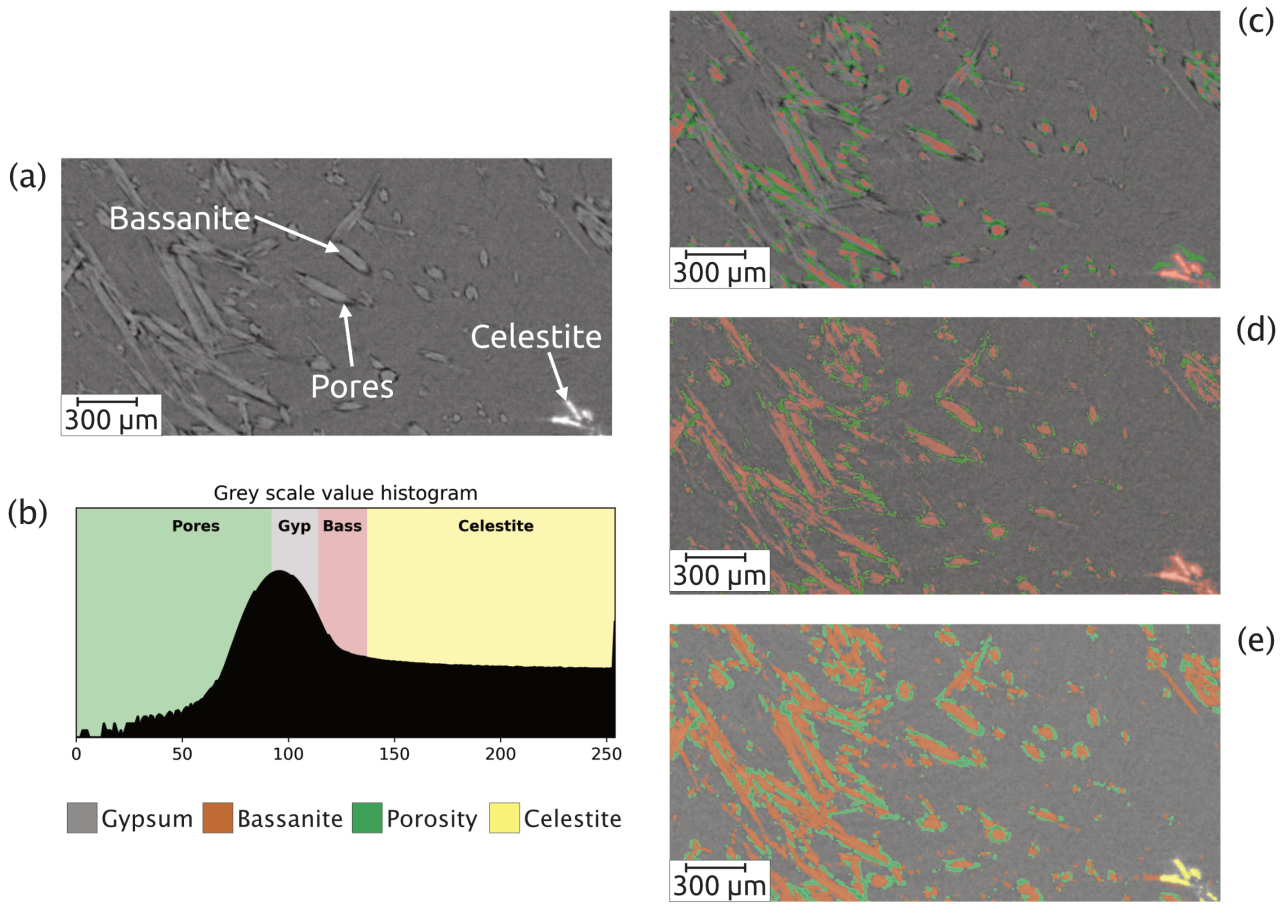 (a)
Bassanite
Pores
Celestite
300 µm
(b)
Grey scale value histogram
Pores Gyp Bass Celestite
0 50 100 150 200 250
Gypsum Bassanite Porosity Celestite
(c)
300 µm
(d)
300 µm
(e)
300 µm